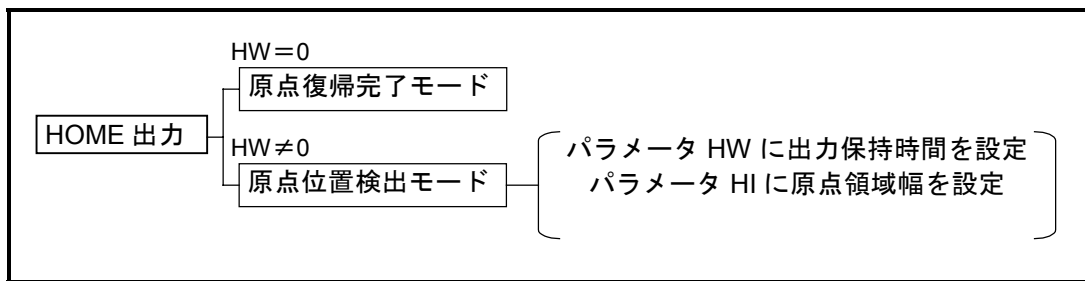 HW=0
原点復帰完了モード
HOME 出力
HW≠0
原点位置検出モード
パラメータ HW に出力保持時間を設定
パラメータ HI に原点領域幅を設定